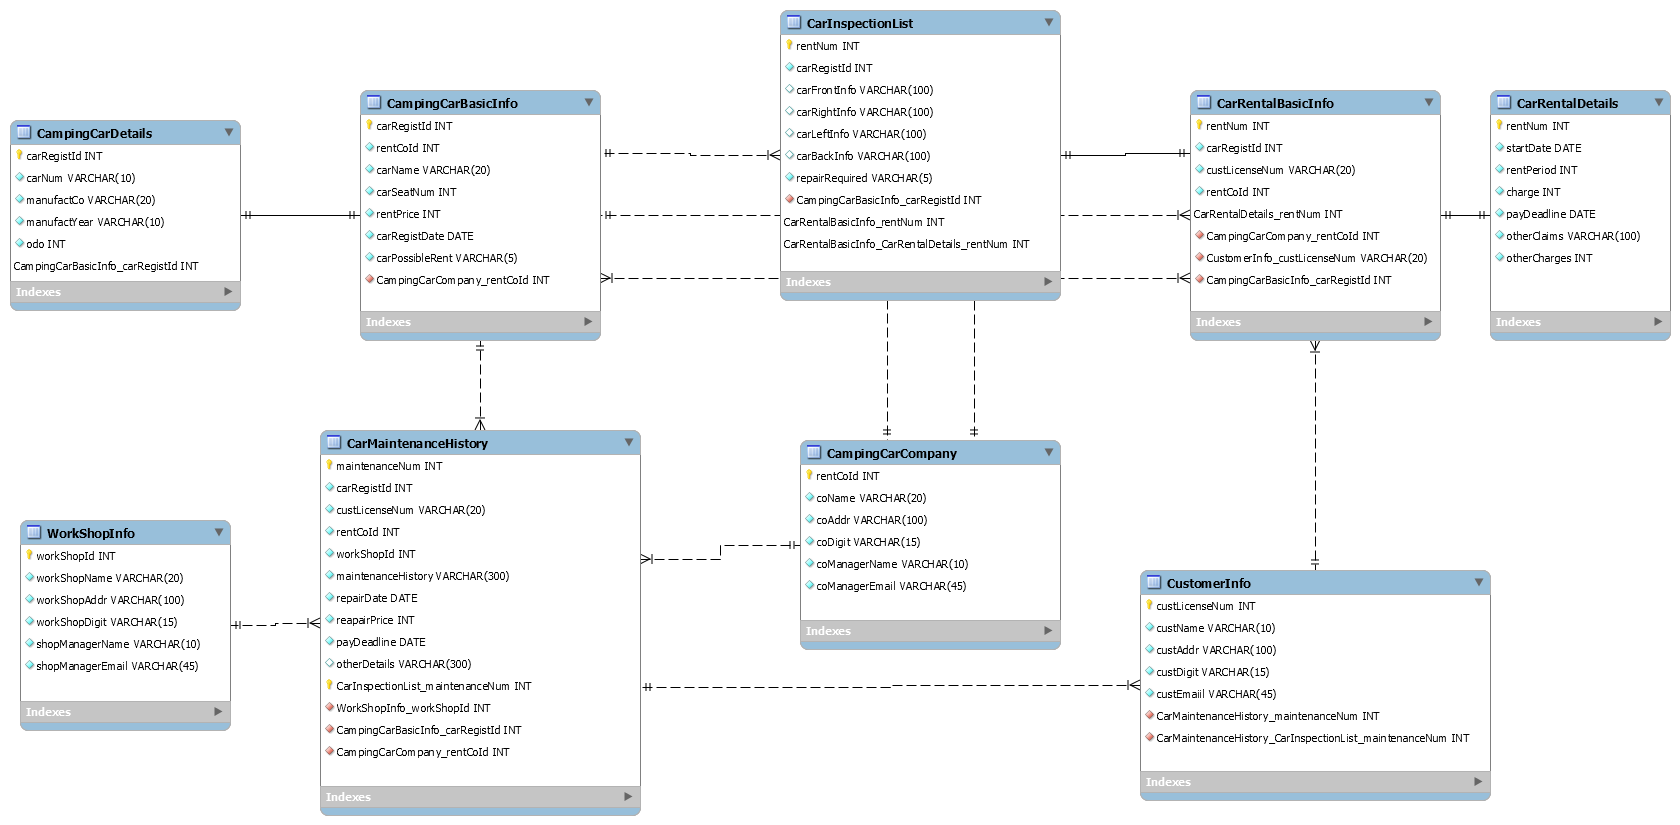 CampingCarDetails
carRegistId INT
carNum VARCHAR(10)
manufactCo VARCHAR(20)
manufactYear VARCHAR(10)
odo INT
CampingCarBasicInfo_carRegistId INT
Indexes
CampingCarBasicInfo
carRegistId INT
rentCoId INT
carName VARCHAR(20)
carSeatNum INT
rentPrice INT
carRegistDate DATE
carPossibleRent VARCHAR(5)
CampingCarCompany_rentCoId INT
Indexes
CarInspectionList
rentNum INT
carRegistId INT
carFrontInfo VARCHAR(100)
carRightInfo VARCHAR(100)
carLeftInfo VARCHAR(100)
carBackInfo VARCHAR(100)
repairRequired VARCHAR(5)
CampingCarBasicInfo_carRegistId INT
CarRentalBasicInfo_rentNum INT
CarRentalBasicInfo_CarRentalDetails_rentNum INT
Indexes
CarRentalBasicInfo
rentNum INT
carRegistId INT
custLicenseNum VARCHAR(20)
rentCoId INT
CarRentalDetails_rentNum INT
CampingCarCompany_rentCoId INT
CustomerInfo_custLicenseNum VARCHAR(20)
CampingCarBasicInfo_carRegistId INT
Indexes
CarRentalDetails
rentNum INT
startDate DATE
rentPeriod INT
charge INT
payDeadline DATE
otherClaims VARCHAR(100)
otherCharges INT
Indexes
WorkShopInfo
workShopId INT
workShopName VARCHAR(20)
workShopAddr VARCHAR(100)
workShopDigit VARCHAR(15)
shopManagerName VARCHAR(10)
shopManagerEmail VARCHAR(45)
Indexes
CarMaintenanceHistory
maintenanceNum INT
carRegistId INT
custLicenseNum VARCHAR(20)
rentCoId INT
workShopId INT
maintenanceHistory VARCHAR(300)
repairDate DATE
reapairPrice INT
payDeadline DATE
otherDetails VARCHAR(300)
CarInspectionList_maintenanceNum INT
WorkShopInfo_workShopId INT
CampingCarBasicInfo_carRegistId INT
CampingCarCompany_rentCoId INT
Indexes
CampingCarCompany
rentCoId INT
coName VARCHAR(20)
coAddr VARCHAR(100)
coDigit VARCHAR(15)
coManagerName VARCHAR(10)
coManagerEmail VARCHAR(45)
Indexes
CustomerInfo
custLicenseNum INT
custName VARCHAR(10)
custAddr VARCHAR(100)
custDigit VARCHAR(15)
custEmaiil VARCHAR(45)
CarMaintenanceHistory_maintenanceNum INT
CarMaintenanceHistory_CarInspectionList_maintenanceNum INT
Indexes